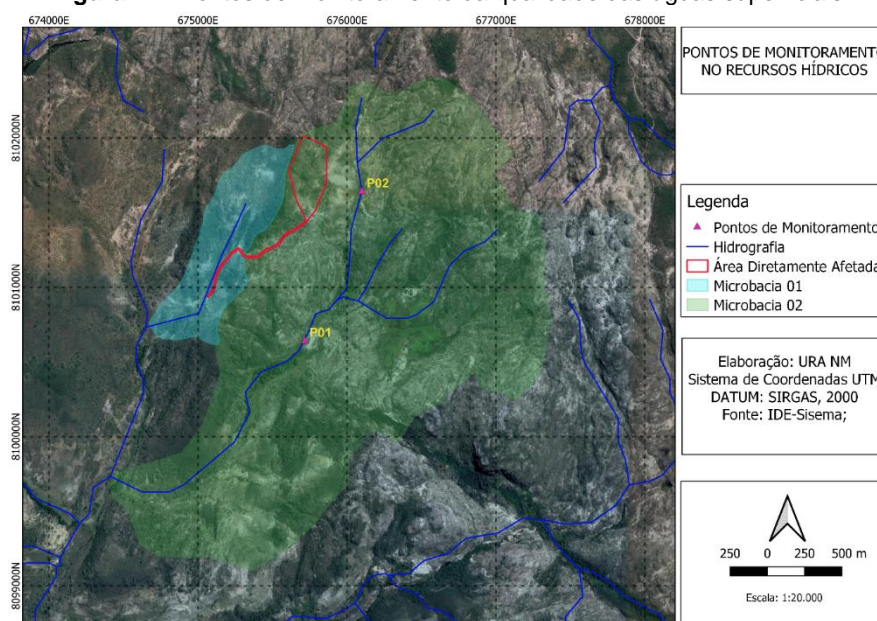 674000E 675000E 676000E 677000E 678000E
8102000N
8101000N
8100000N
8099000N
P02
P01
PONTOS DE MONITORAMENTO
NO RECURSOS HÍDRICOS
Legenda
Pontos de Monitoramento
Hidrografia
Área Diretamente Afetada
Microbacia 01
Microbacia 02
Elaboração: URA NM
Sistema de Coordenadas UTM
DATUM: SIRGAS, 2000
Fonte: IDE-Sisema;
250 0 250 500 m
Escala: 1:20.000